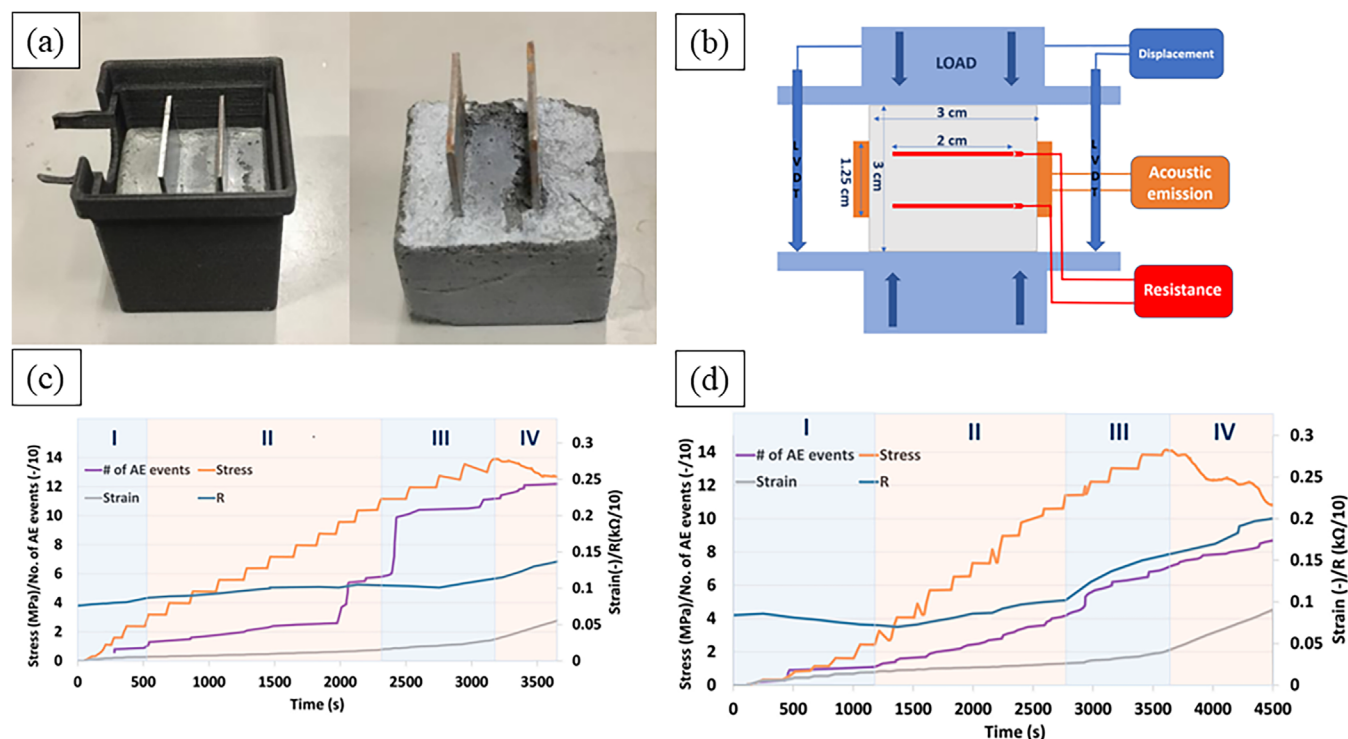 (a)
(b)
LOAD
Displacement
3 cm
2 cm
LVDT
1.25 cm
3 cm
LVDT
Acoustic
emission
Resistance
(c)
I II III IV
# of AE events Stress
Strain R
Stress (MPa)/No. of AE events (-/10)
14
12
10
8
6
4
2
0
0.3
0.25
0.2
0.15
0.1
0.05
0
Strain(-)/R(kΩ/10)
0 500 1000 1500 2000 2500 3000 3500
Time (s)
(d)
I II III IV
# of AE events Stress
Strain R
Stress (MPa)/No. of AE events (-/10)
14
12
10
8
6
4
2
0
0.3
0.25
0.2
0.15
0.1
0.05
0
Strain (-)/R (kΩ/10)
0 500 1000 1500 2000 2500 3000 3500 4000 4500
Time (s)